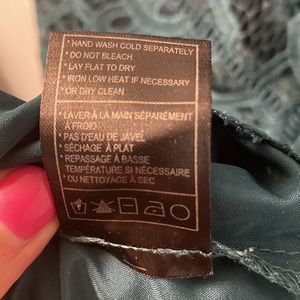 * HAND WASH COLD SEPARATELY
* DO NOT BLEACH
* LAY FLAT TO DRY
* IRON LOW HEAT IF NECESSARY
* OR DRY CLEAN
* LAVER À LA MAIN SÉPARÉMENT
À FROID
* PAS D'EAU DE JAVEL
SÉCHAGE À PLAT
* REPASSAGE À BASSE
TEMPÉRATURE SI NÉCESSAIRE
* OU NETTOYAGE À SEC